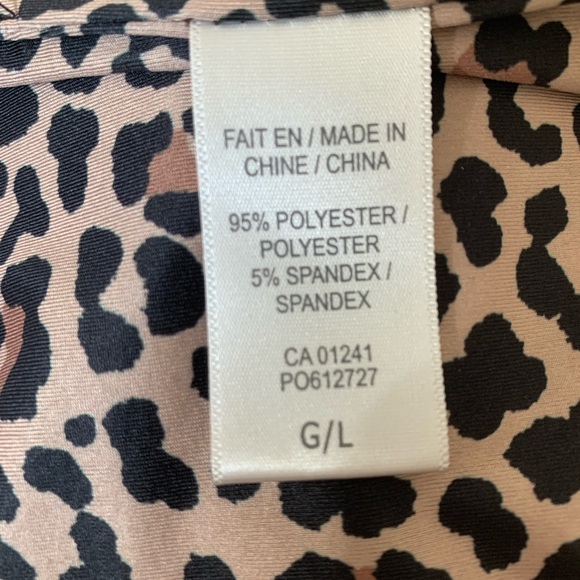 FAIT EN / MADE IN
CHINE / CHINA
95% POLYESTER /
POLYESTER
5% SPANDEX /
SPANDEX
CA 01241
PO612727
G/L